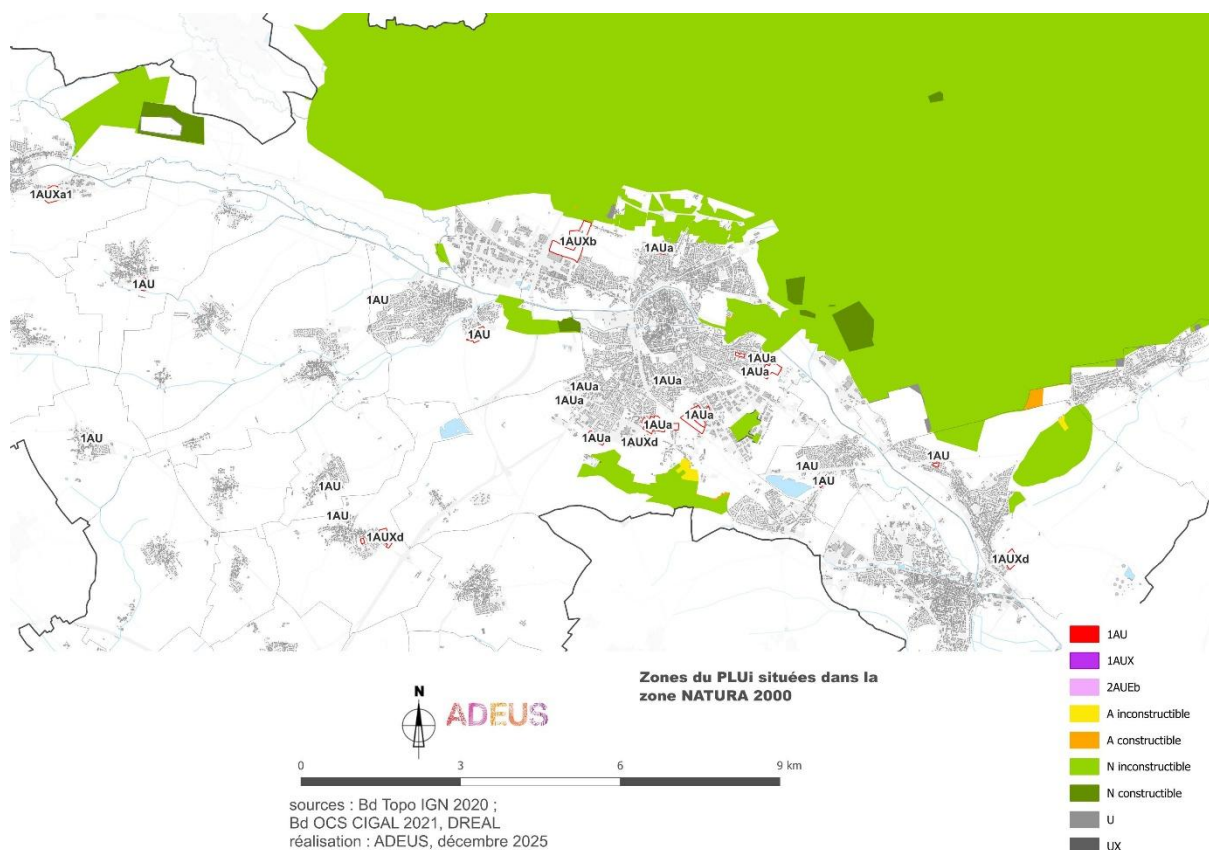 1AUXa1
1AUXb
1AUa
1AU
1AU
1AU
1AUa
1AUa
1AUa
1AUa
1AUa
1AUa
1AUa
1AU
1AUa
1AUXd
1AU
1AU
1AU
1AU
1AU
1AUXd
1AUXd
Zones du PLUi situées dans la
zone NATURA 2000
N
ADEUS
0 3 6 9 km
sources : Bd Topo IGN 2020 ;
Bd OCS CIGAL 2021, DREAL
réalisation : ADEUS, décembre 2025
1AU
1AUX
2AUEb
A inconstructible
A constructible
N inconstructible
N constructible
U
UX